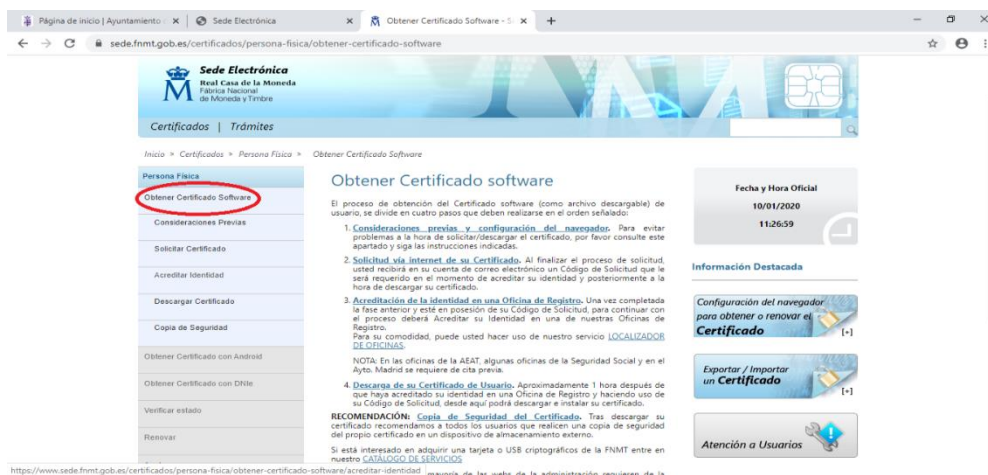 Página de inicio | Ayuntamiento
Sede Electrónica
Obtener Certificado Software - S
sede.fnmt.gob.es/certificados/persona-fisica/obtener-certificado-software
Sede Electrónica
Real Casa de la Moneda
Fábrica Nacional
de Moneda y Timbre
Certificados | Trámites
Inicio > Certificados > Persona Física > Obtener Certificado Software
Persona Física
Obtener Certificado Software
Consideraciones Previas
Solicitar Certificado
Acreditar Identidad
Descargar Certificado
Copia de Seguridad
Obtener Certificado con Android
Obtener Certificado con DNIe
Verificar estado
Renovar
Obtener Certificado software
El proceso de obtención del Certificado software (como archivo descargable) de
usuario, se divide en cuatro pasos que deben realizarse en el orden señalado:
1. Consideraciones previas y configuración del navegador. Para evitar
problemas a la hora de solicitar/descargar el certificado, por favor consulte este
apartado y siga las instrucciones indicadas.
2. Solicitud vía internet de su Certificado. Al finalizar el proceso de solicitud,
usted recibirá en su cuenta de correo electrónico un Código de Solicitud que le
será requerido en el momento de acreditar su identidad y posteriormente a la
hora de descargar su certificado.
3. Acreditación de la identidad en una Oficina de Registro. Una vez completada
la fase anterior y esté en posesión de su Código de Solicitud, para continuar con
el proceso deberá Acreditar su Identidad en una de nuestras Oficinas de
Registro.
Para su comodidad, puede usted hacer uso de nuestro servicio LOCALIZADOR
DE OFICINAS.
NOTA: En las oficinas de la AEAT, algunas oficinas de la Seguridad Social y en el
Ayto. Madrid se requiere de cita previa.
4. Descarga de su Certificado de Usuario. Aproximadamente 1 hora después de
que haya acreditado su identidad en una Oficina de Registro y haciendo uso de
su Código de Solicitud, desde aquí podrá descargar e instalar su certificado.
RECOMENDACIÓN: Copia de Seguridad del Certificado. Tras descargar su
certificado recomendamos a todos los usuarios que realicen una copia de seguridad
del propio certificado en un dispositivo de almacenamiento externo.
Si está interesado en adquirir una tarjeta o USB criptográficos de la FNMT entre en
nuestro CATÁLOGO DE SERVICIOS
mayoría de las webs de la administración requieren de la
Fecha y Hora Oficial
10/01/2020
11:26:59
Información Destacada
Configuración del navegador
para obtener o renovar el
Certificado
[+]
Exportar / Importar
un Certificado
[+]
Atención a Usuarios
https://www.sede.fnmt.gob.es/certificados/persona-fisica/obtener-certificado-software/acreditar-identidad